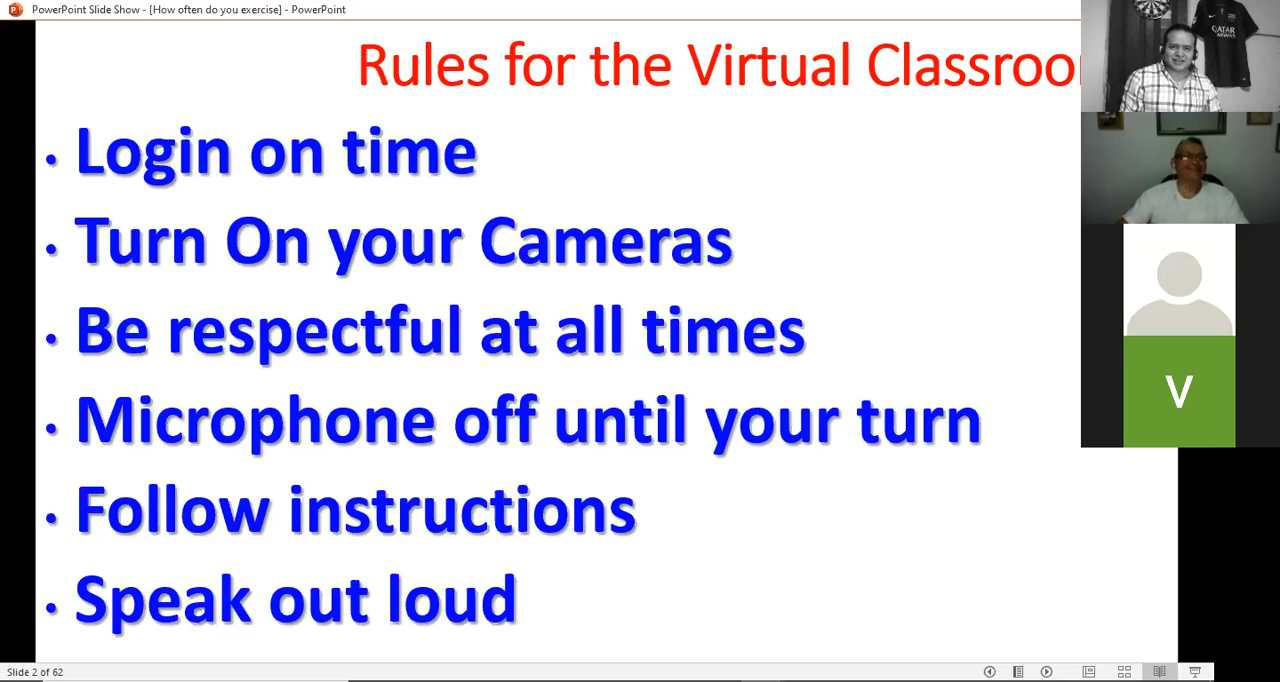 PowerPoint Slide Show - [How often do you exercise] - PowerPoint
Rules for the Virtual Classroo
• Login on time
• Turn On your Cameras
• Be respectful at all times
• Microphone off until your turn
• Follow instructions
• Speak out loud
QATAR
AIRWAYS
V
Slide 2 of 62